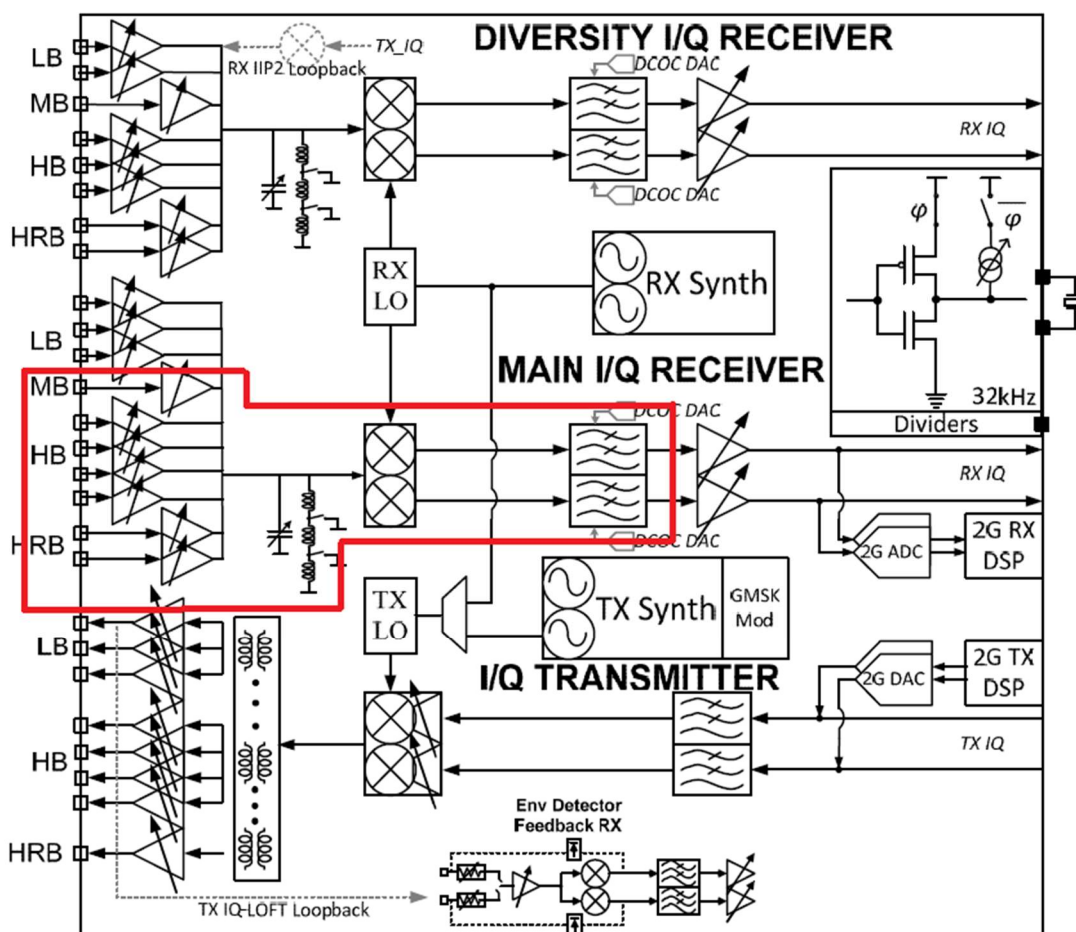 DIVERSITY I/Q RECEIVER
LB
TX_IQ
RX IIP2 Loopback
DCOC DAC
MB
HB
RX IQ
DCOC DAC
HRB
φ
φ
RX
LO
RX Synth
LB
MAIN I/Q RECEIVER
MB
32kHz
DCOC DAC
Dividers
HB
RX IQ
HRB
DCOC DAC
2G ADC
2G RX
DSP
TX
LO
TX Synth
GMSK
Mod
LB
I/Q TRANSMITTER
2G DAC
2G TX
DSP
HB
TX IQ
Env Detector
Feedback RX
HRB
TX IQ-LOFT Loopback